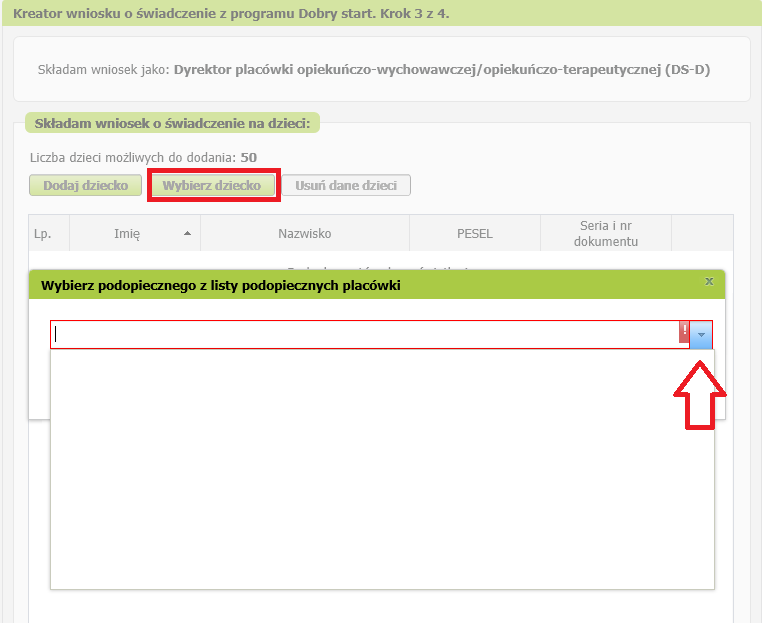 Kreator wniosku o świadczenie z programu Dobry start. Krok 3 z 4.
Składam wniosek jako: Dyrektor placówki opiekuńczo-wychowawczej/opiekuńczo-terapeutycznej (DS-D)
Składam wniosek o świadczenie na dzieci:
Liczba dzieci możliwych do dodania: 50
Dodaj dziecko Wybierz dziecko Usuń dane dzieci
Lp. Imię Nazwisko PESEL Seria i nr
dokumentu
Wybierz podopiecznego z listy podopiecznych placówki x
!